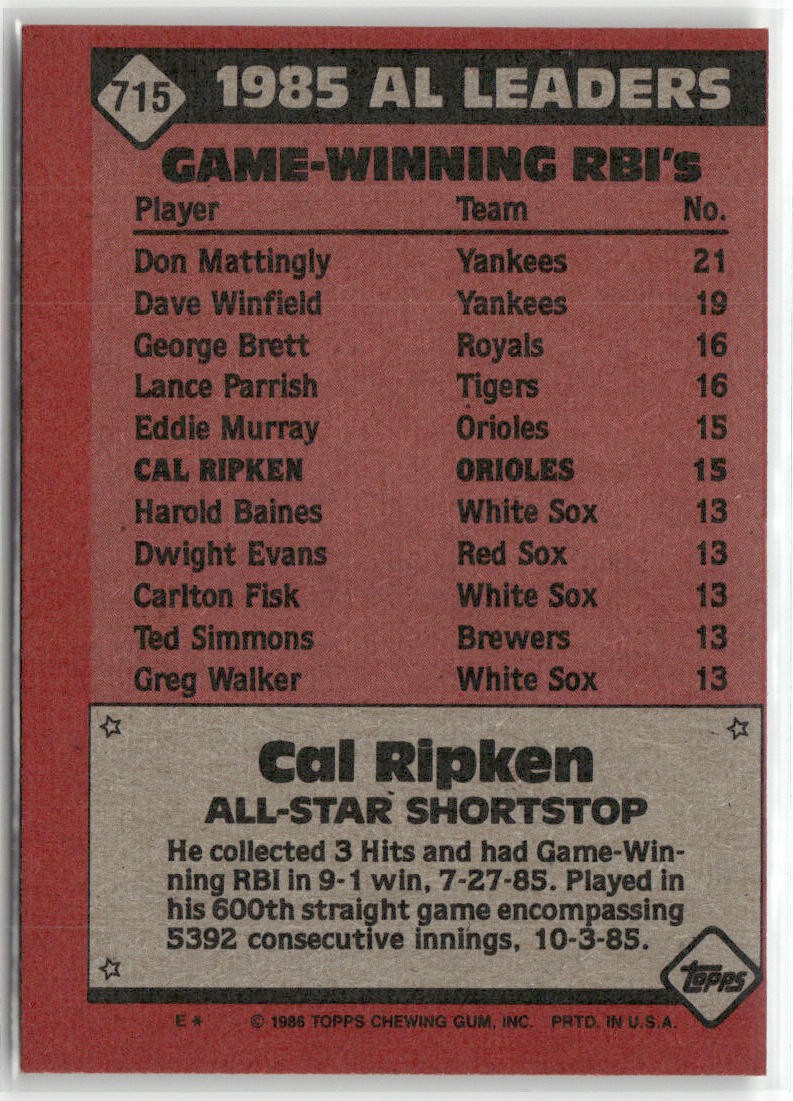 715 1985 AL LEADERS
GAME-WINNING RBI's
Player Team No.
Don Mattingly Yankees 21
Dave Winfield Yankees 19
George Brett Royals 16
Lance Parrish Tigers 16
Eddie Murray Orioles 15
CAL RIPKEN ORIOLES 15
Harold Baines White Sox 13
Dwight Evans Red Sox 13
Carlton Fisk White Sox 13
Ted Simmons Brewers 13
Greg Walker White Sox 13
Cal Ripken
ALL-STAR SHORTSTOP
He collected 3 Hits and had Game-Win-
ning RBI in 9-1 win, 7-27-85. Played in
his 600th straight game encompassing
5392 consecutive innings, 10-3-85.
Topps
E* © 1986 TOPPS CHEWING GUM, INC. PRTD. IN U.S.A.